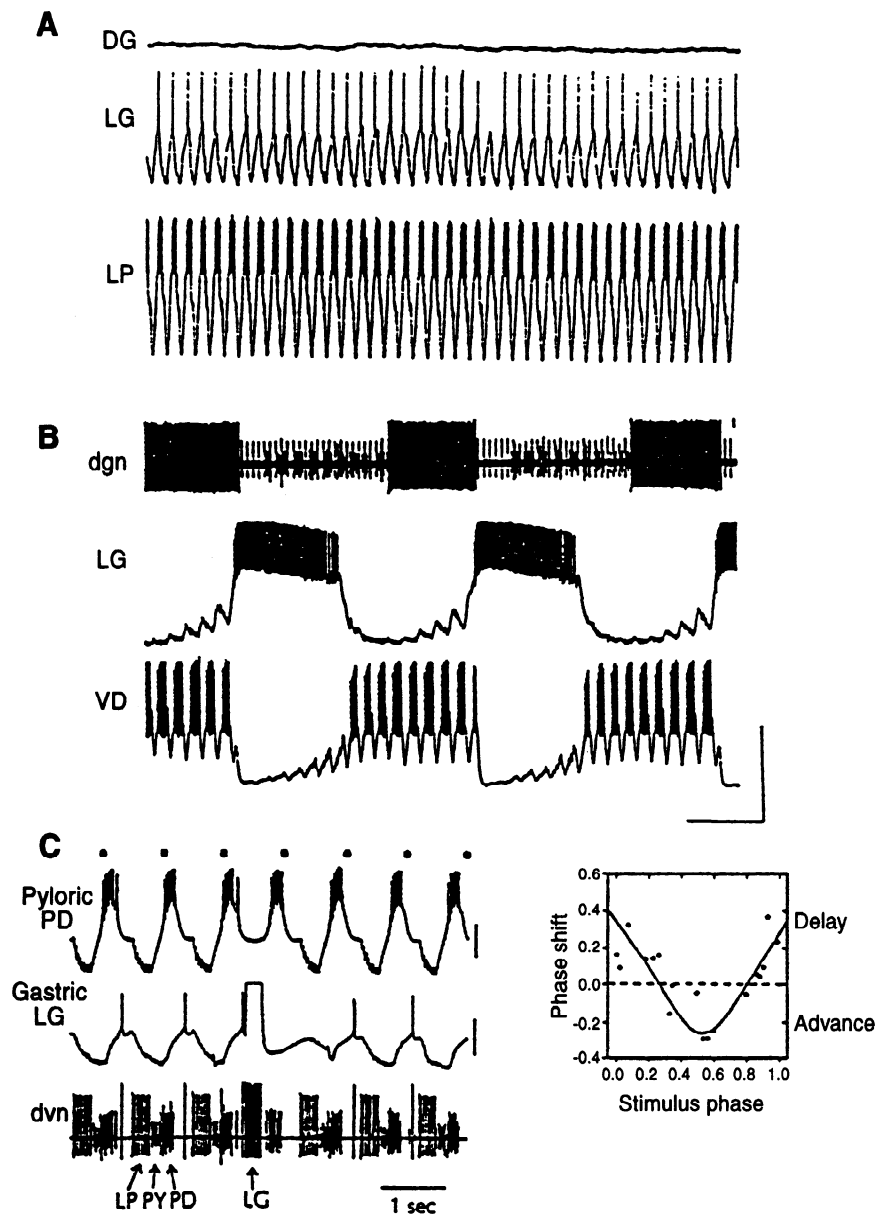 A
DG
LG
LP
B
dgn
LG
VD
C
Pyloric
PD
Gastric
LG
dvn
LP PY PD LG
1 sec
0.6
0.4
0.2
0.0
-0.2
-0.4
Phase shift
Delay
Advance
0.0 0.2 0.4 0.6 0.8 1.0
Stimulus phase